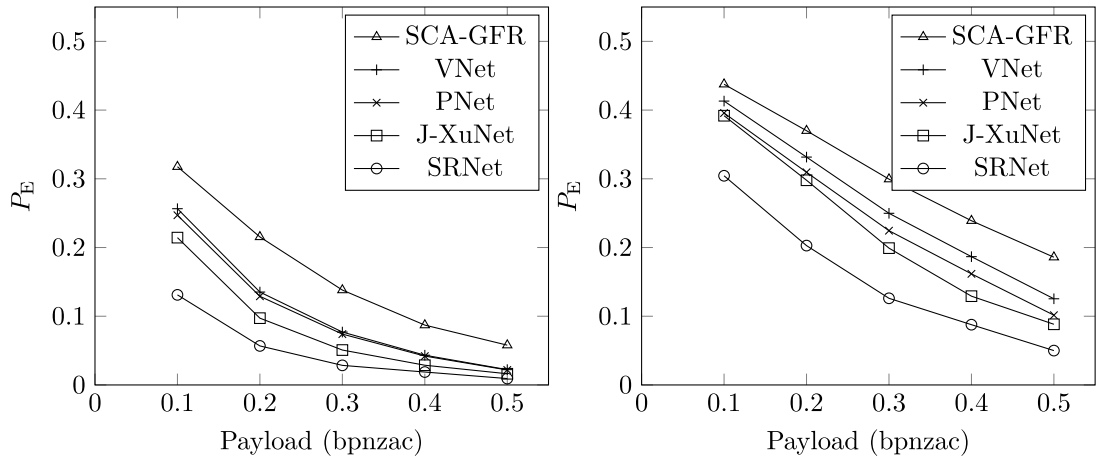 0.5
0.4
0.3
0.2
0.1
0
P_E
0 0.1 0.2 0.3 0.4 0.5
Payload (bpnzac)
SCA-GFR
VNet
PNet
J-XuNet
SRNet
0.5
0.4
0.3
0.2
0.1
0
P_E
0 0.1 0.2 0.3 0.4 0.5
Payload (bpnzac)
SCA-GFR
VNet
PNet
J-XuNet
SRNet